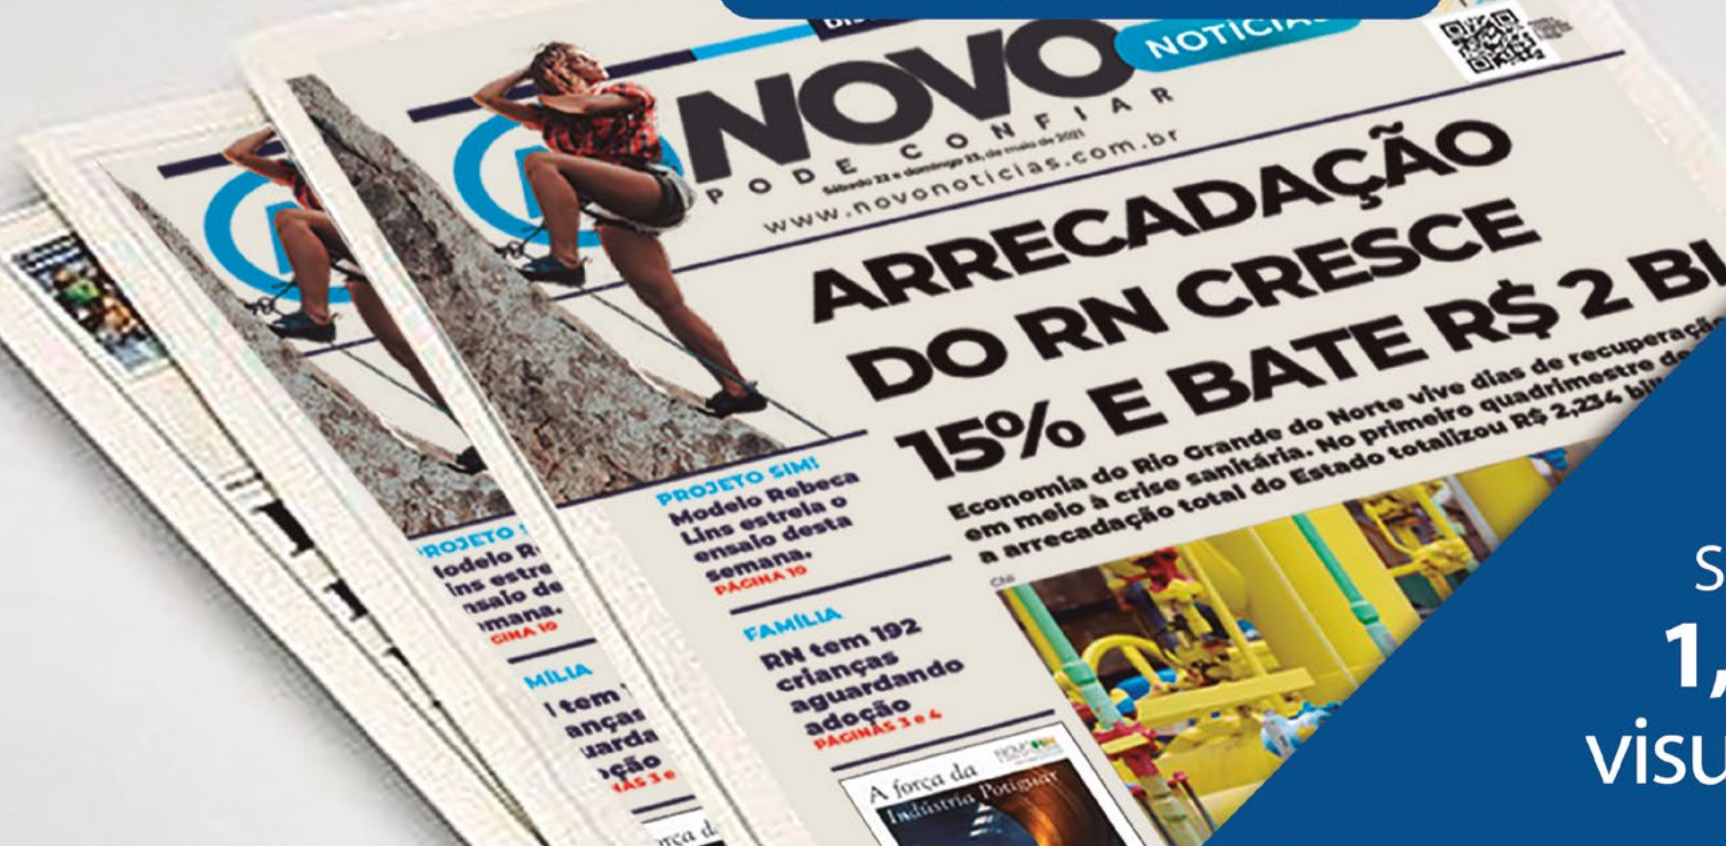 NOVO
NOTÍCIAS
PODE CONFIAR
Sábado 22 e domingo 23, de maio de 2021
www.novonoticias.com.br
ARRECADAÇÃO
DO RN CRESCE
15% E BATE R$ 2 BI
Economia do Rio Grande do Norte vive dias de recuperação
em meio à crise sanitária. No primeiro quadrimestre de
a arrecadação total do Estado totalizou R$ 2,234
PROJETO SIM!
Modelo Rebeca
Lins estrela o
ensaio desta
semana.
PÁGINA 10
FAMÍLIA
RN tem 192
crianças
aguardando
adoção
PÁGINAS 3 e 4
A força da
Indústria Potiguar
1,
visu